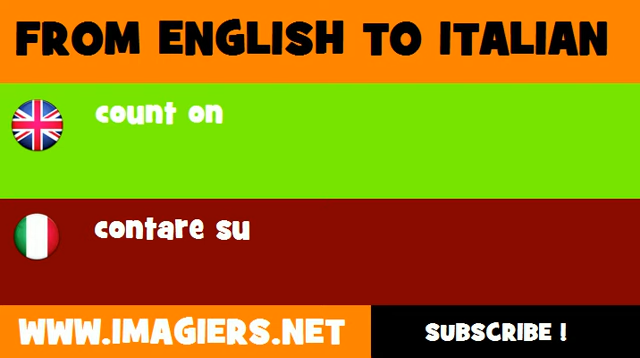 FROM ENGLISH TO ITALIAN
count on
contare su
WWW.IMAGIERS.NET
SUBSCRIBE !